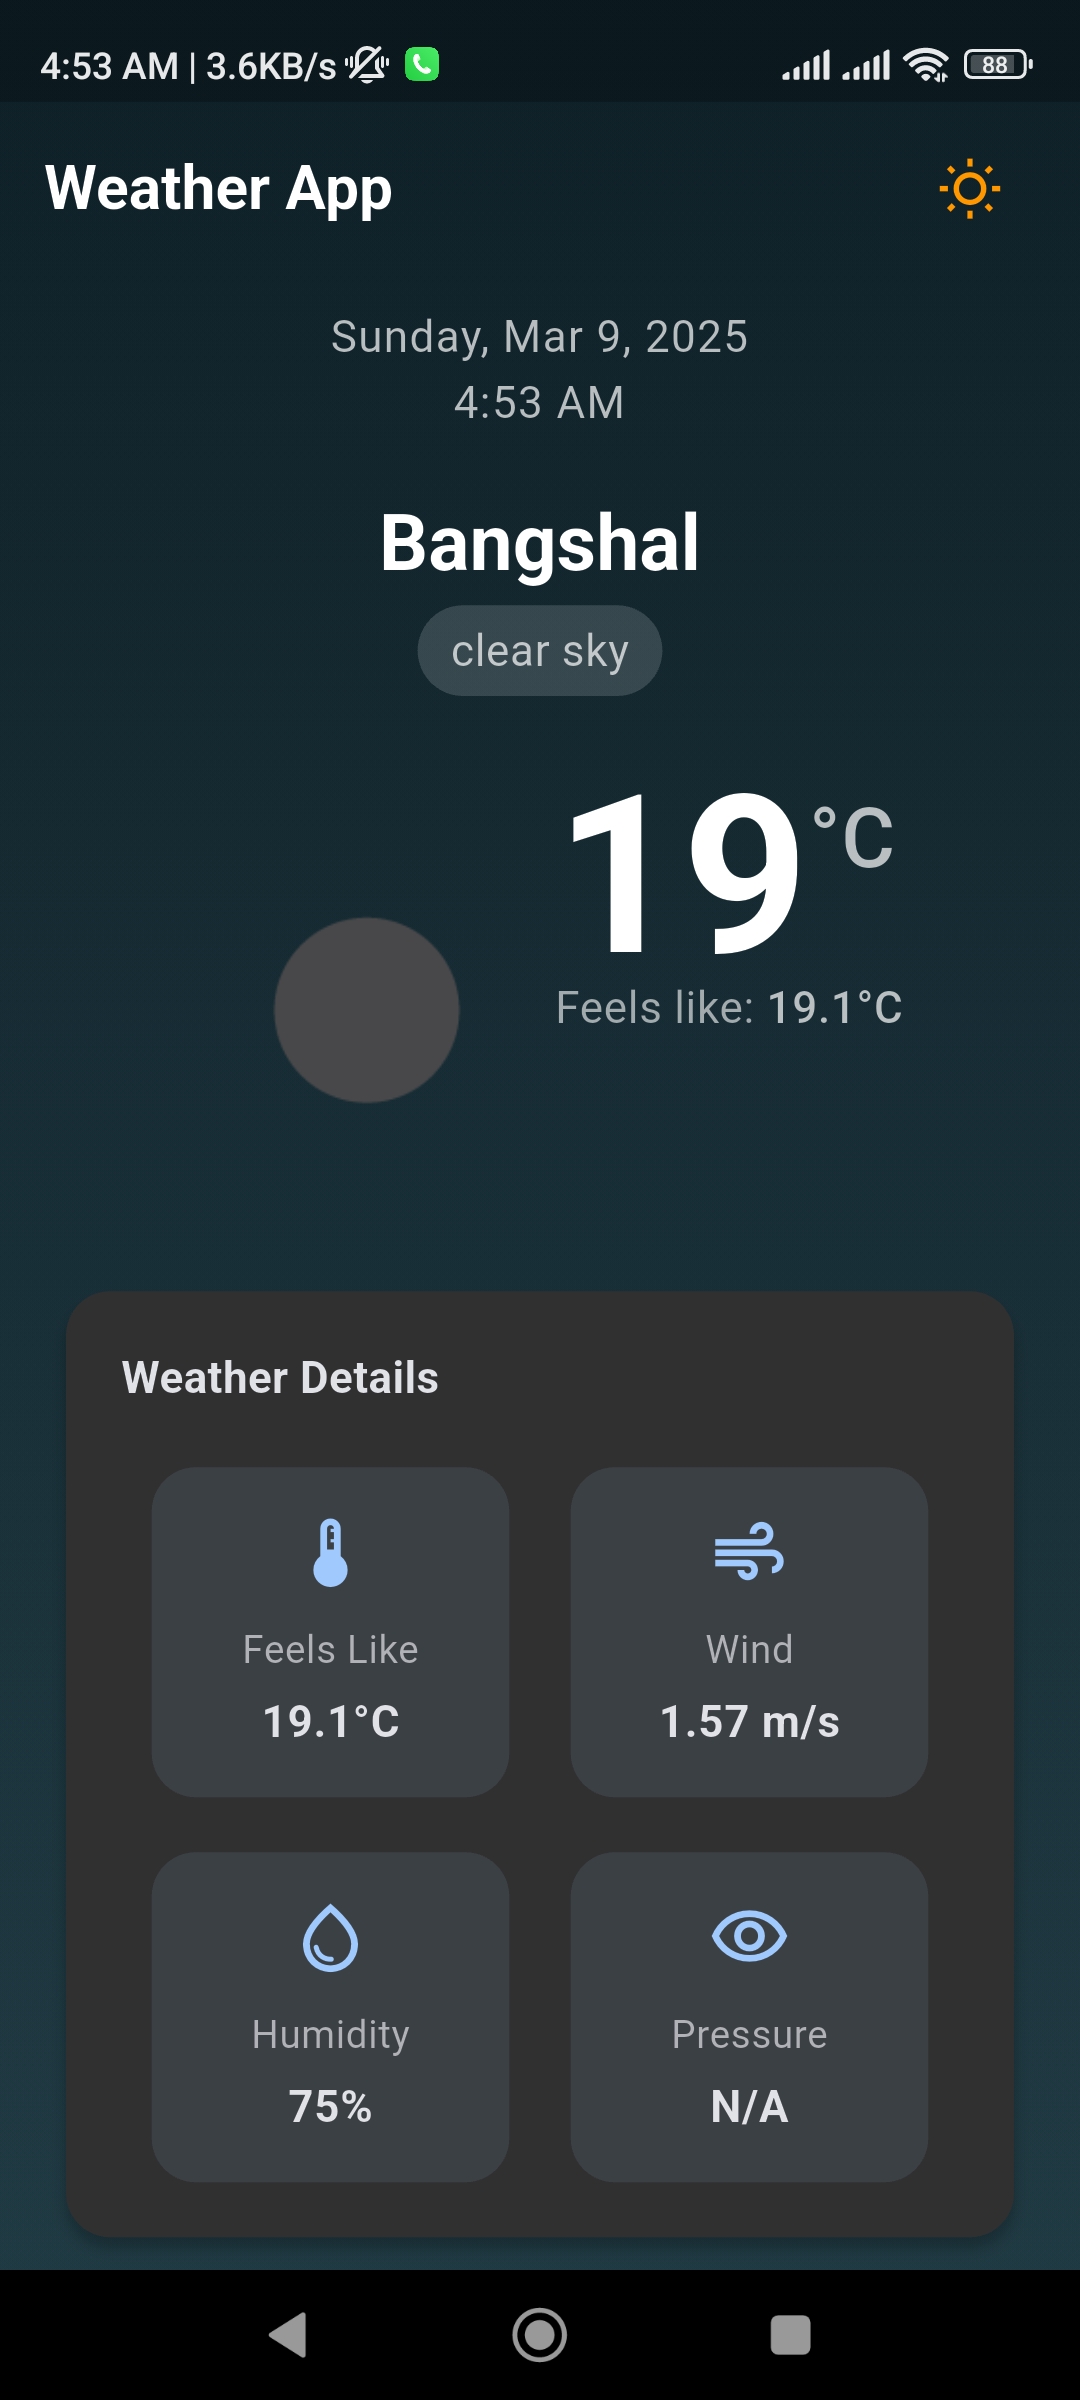 4:53 AM | 3.6KB/s 88
Weather App
Sunday, Mar 9, 2025
4:53 AM
Bangshal
clear sky
19°C
Feels like: 19.1°C
Weather Details
Feels Like
19.1°C
Wind
1.57 m/s
Humidity
75%
Pressure
N/A